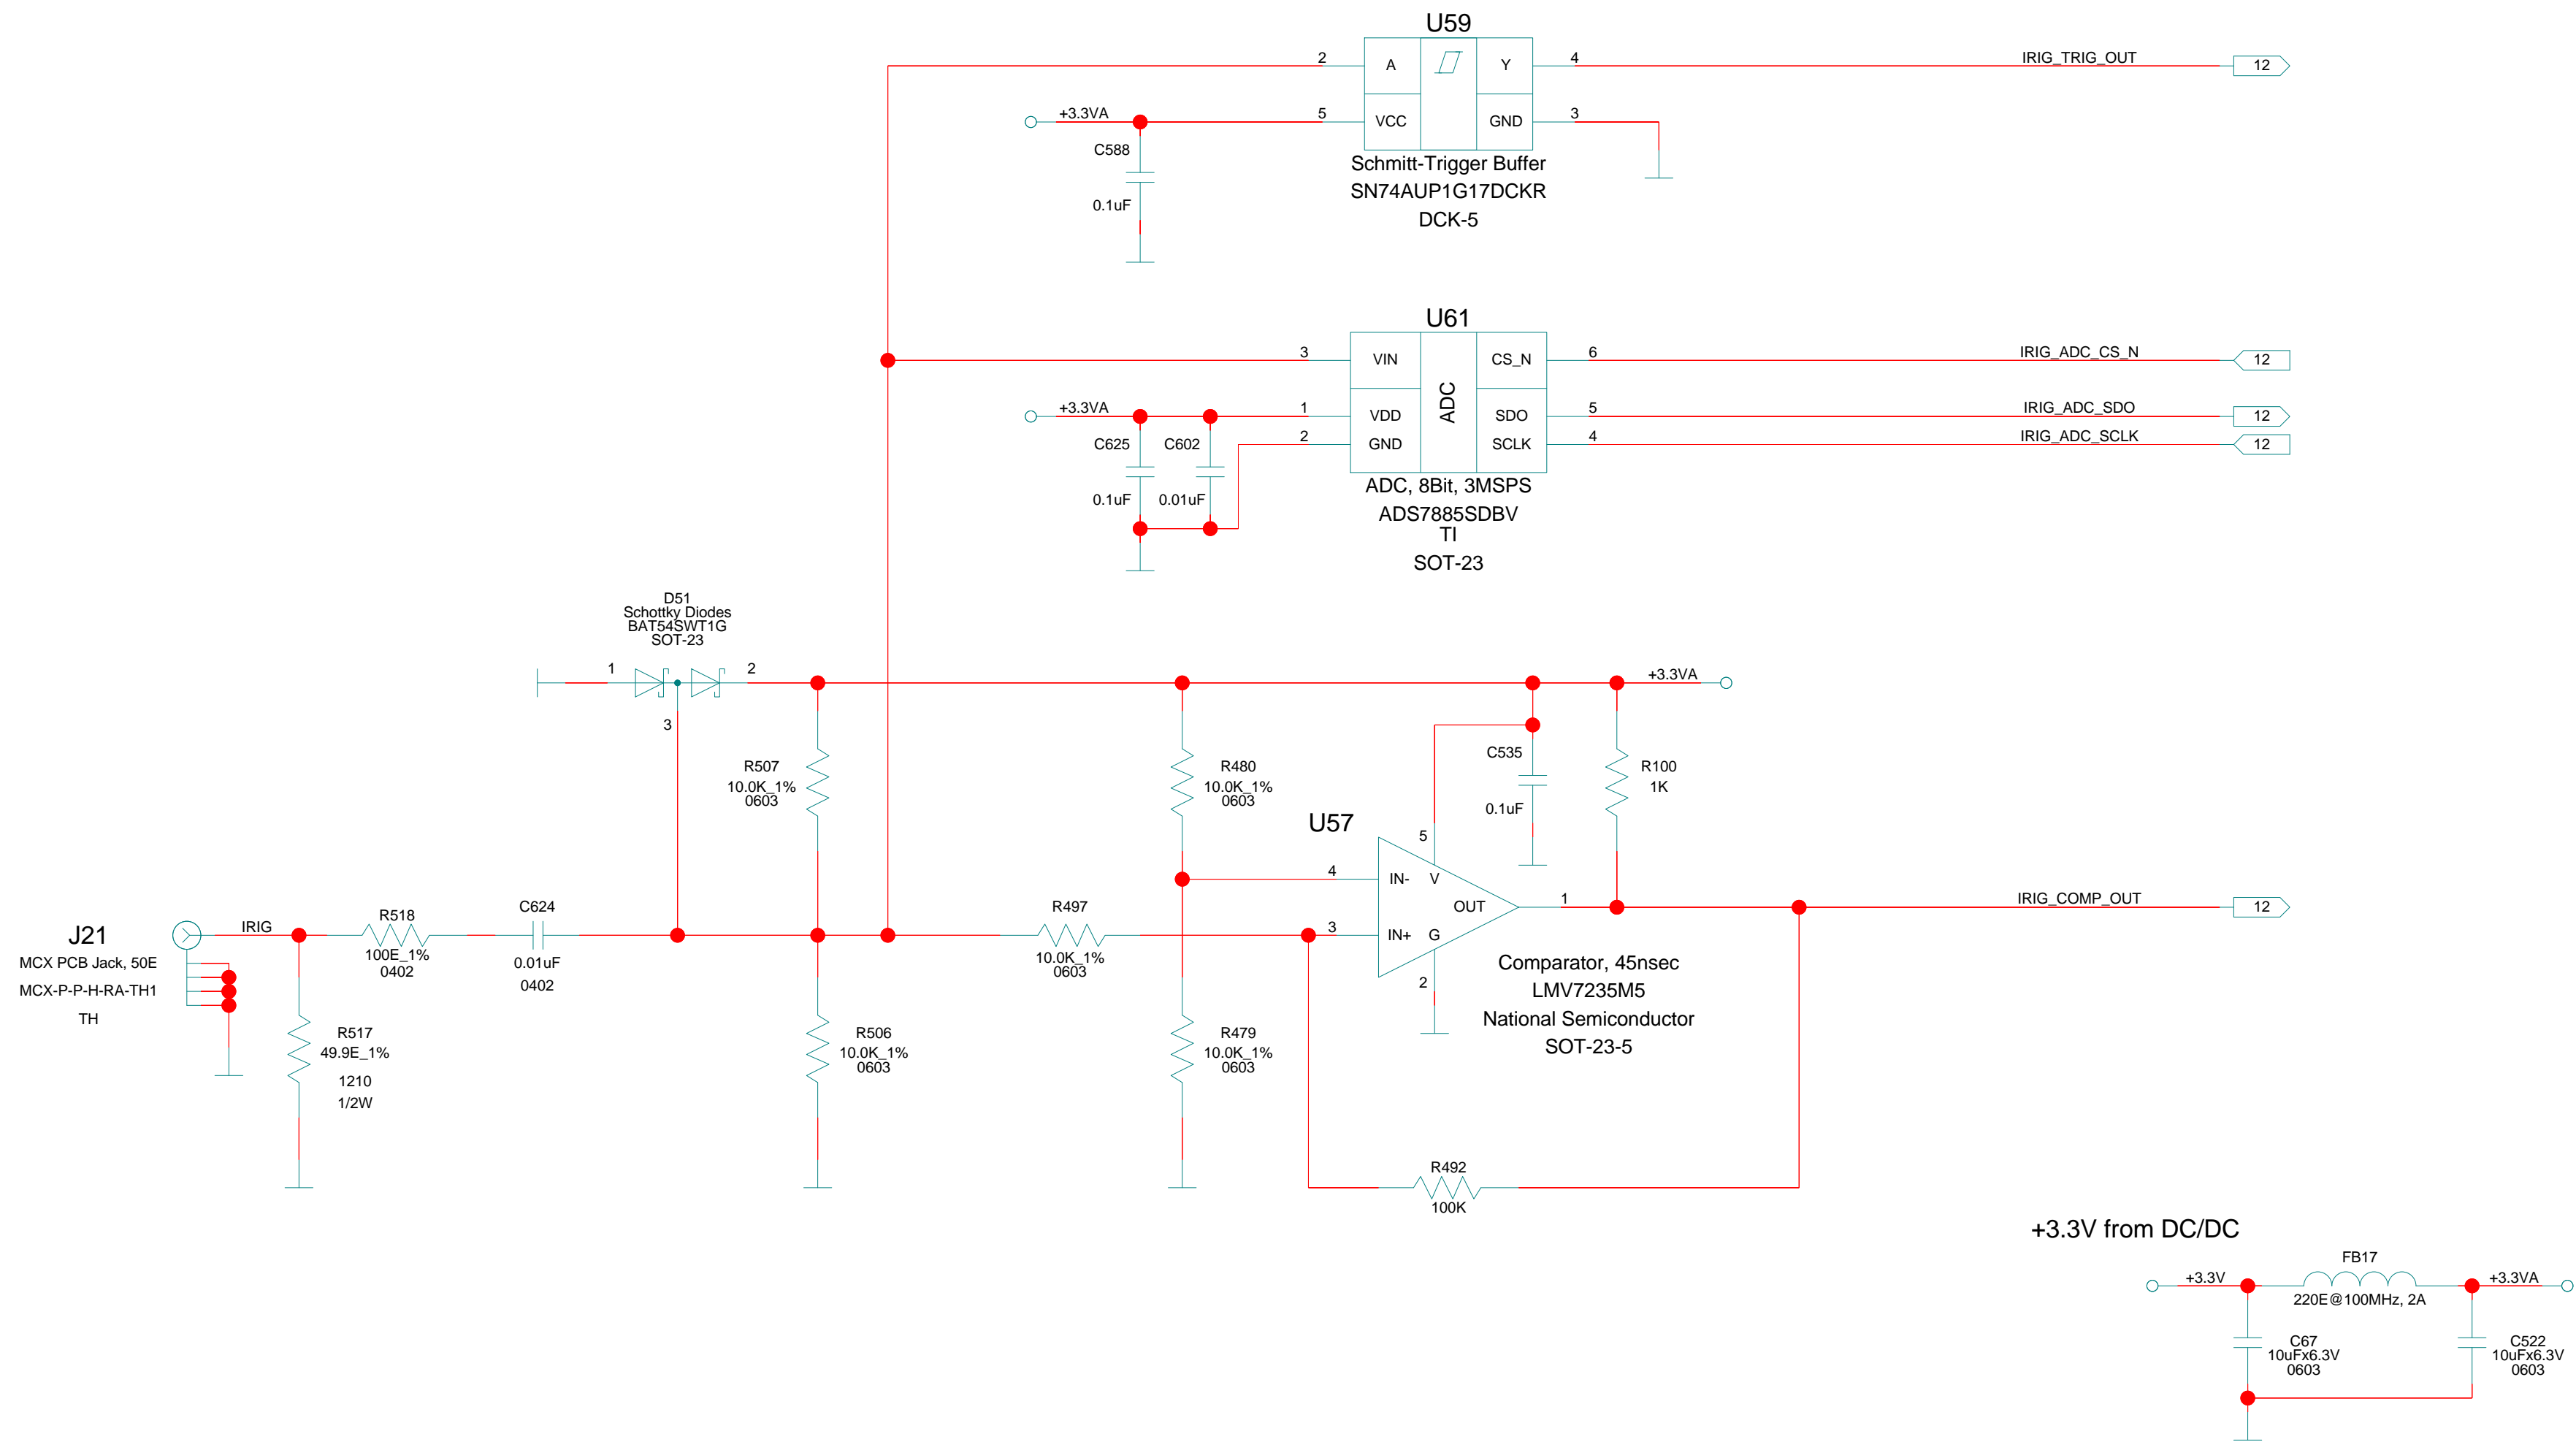 U59
2
A
Y
4
IRIG_TRIG_OUT
12
+3.3VA
5
VCC
GND
3
C588
0.1uF
Schmitt-Trigger Buffer
SN74AUP1G17DCKR
DCK-5
U61
3
VIN
ADC
CS_N
6
IRIG_ADC_CS_N
12
+3.3VA
1
VDD
SDO
5
IRIG_ADC_SDO
12
2
GND
SCLK
4
IRIG_ADC_SCLK
12
C625
0.1uF
C602
0.01uF
ADC, 8Bit, 3MSPS
ADS7885SDBV
TI
SOT-23
D51
Schottky Diodes
BAT54SWT1G
SOT-23
1
2
3
+3.3VA
R507
10.0K_1%
0603
R480
10.0K_1%
0603
C535
0.1uF
R100
1K
U57
5
4
IN-
V
OUT
1
IRIG_COMP_OUT
12
3
IN+
G
2
Comparator, 45nsec
LMV7235M5
National Semiconductor
SOT-23-5
J21
MCX PCB Jack, 50E
MCX-P-P-H-RA-TH1
TH
IRIG
R518
100E_1%
0402
C624
0.01uF
0402
R497
10.0K_1%
0603
R517
49.9E_1%
1210
1/2W
R506
10.0K_1%
0603
R479
10.0K_1%
0603
R492
100K
+3.3V from DC/DC
FB17
+3.3V
+3.3VA
220E@100MHz, 2A
C67
10uFx6.3V
0603
C522
10uFx6.3V
0603